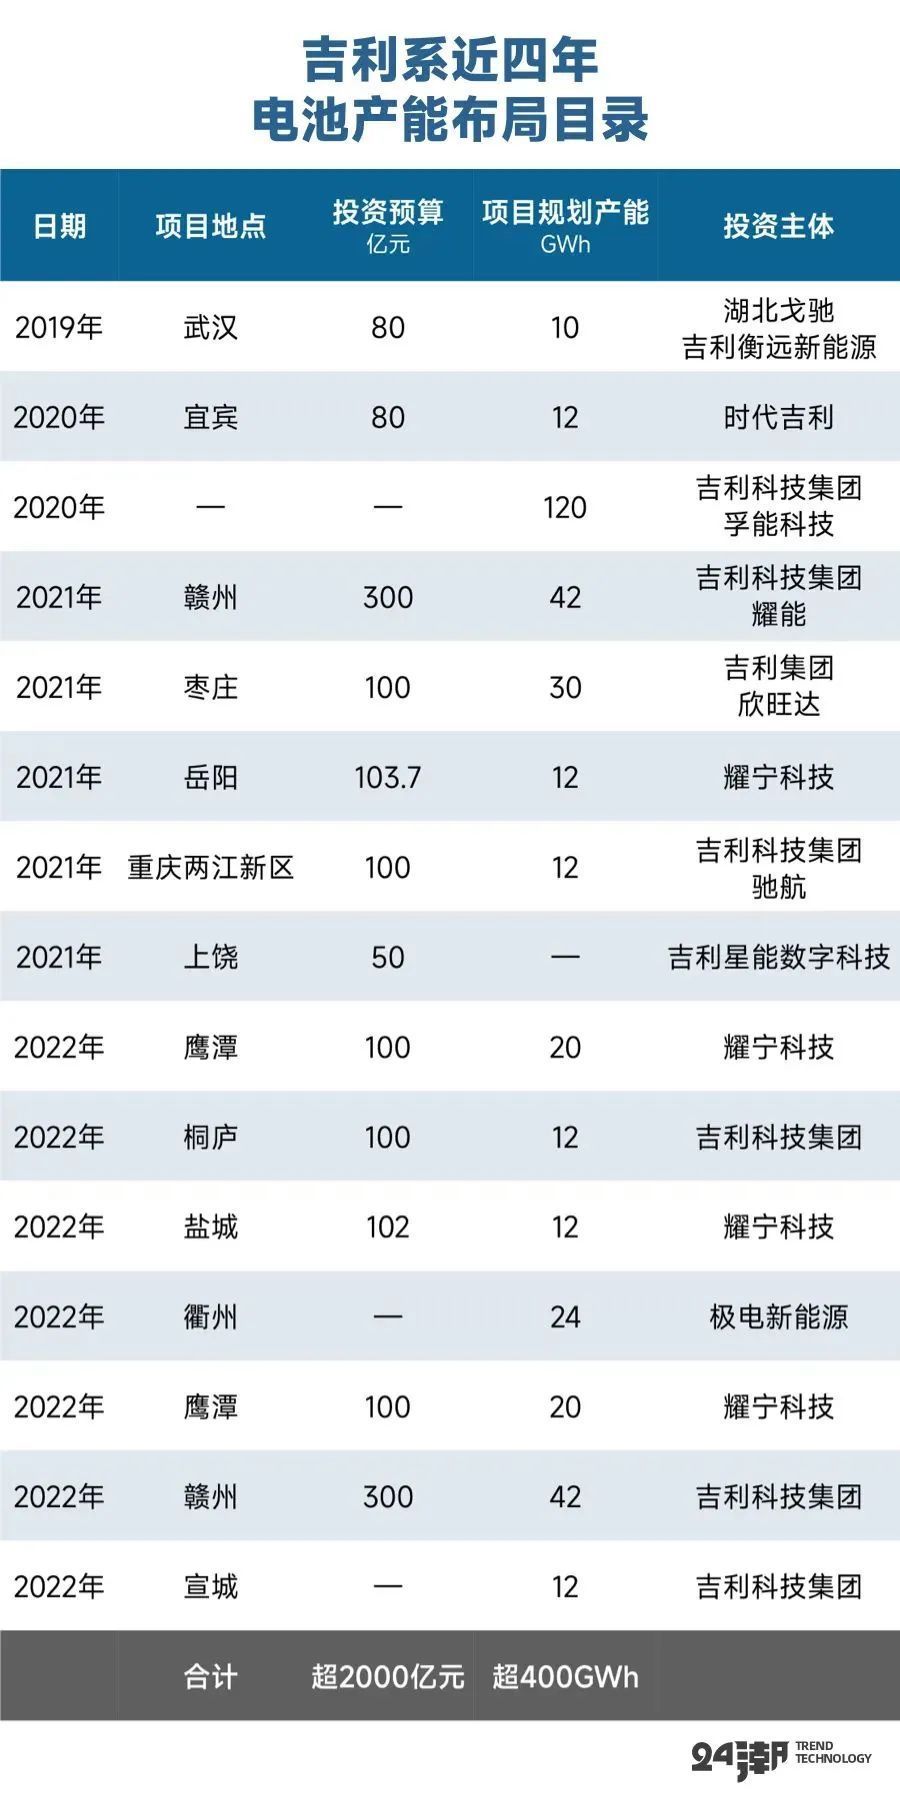 吉利系近四年
电池产能布局目录
日期 项目地点 投资预算 亿元 项目规划产能 GWh 投资主体
2019年 武汉 80 10 湖北戈驰 吉利衡远新能源
2020年 宜宾 80 12 时代吉利
2020年 — — 120 吉利科技集团 孚能科技
2021年 赣州 300 42 吉利科技集团 耀能
2021年 枣庄 100 30 吉利集团 欣旺达
2021年 岳阳 103.7 12 耀宁科技
2021年 重庆两江新区 100 12 吉利科技集团 驰航
2021年 上饶 50 — 吉利星能数字科技
2022年 鹰潭 100 20 耀宁科技
2022年 桐庐 100 12 吉利科技集团
2022年 盐城 102 12 耀宁科技
2022年 衢州 — 24 极电新能源
2022年 鹰潭 100 20 耀宁科技
2022年 赣州 300 42 吉利科技集团
2022年 宣城 — 12 吉利科技集团
合计 超2000亿元 超400GWh
24潮 TREND
TECHNOLOGY